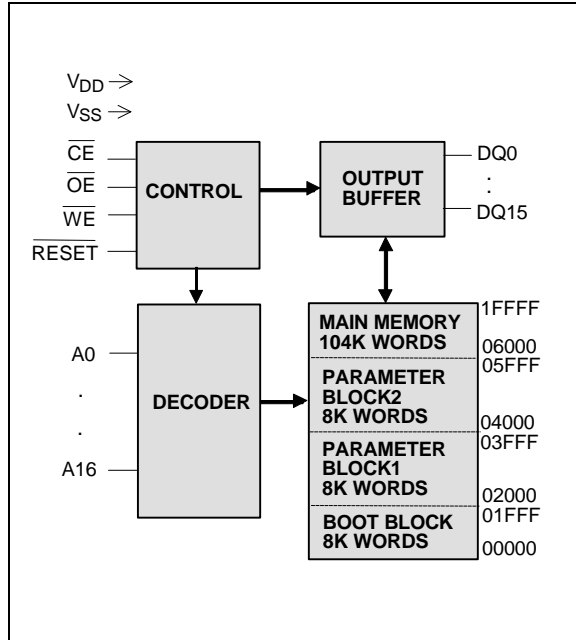 VDD
VSS
CE
OE
WE
RESET
CONTROL
OUTPUT
BUFFER
DQ0
:
DQ15
A0
.
.
A16
DECODER
MAIN MEMORY
104K WORDS
PARAMETER
BLOCK2
8K WORDS
PARAMETER
BLOCK1
8K WORDS
BOOT BLOCK
8K WORDS
1FFFF
06000
05FFF
04000
03FFF
02000
01FFF
00000